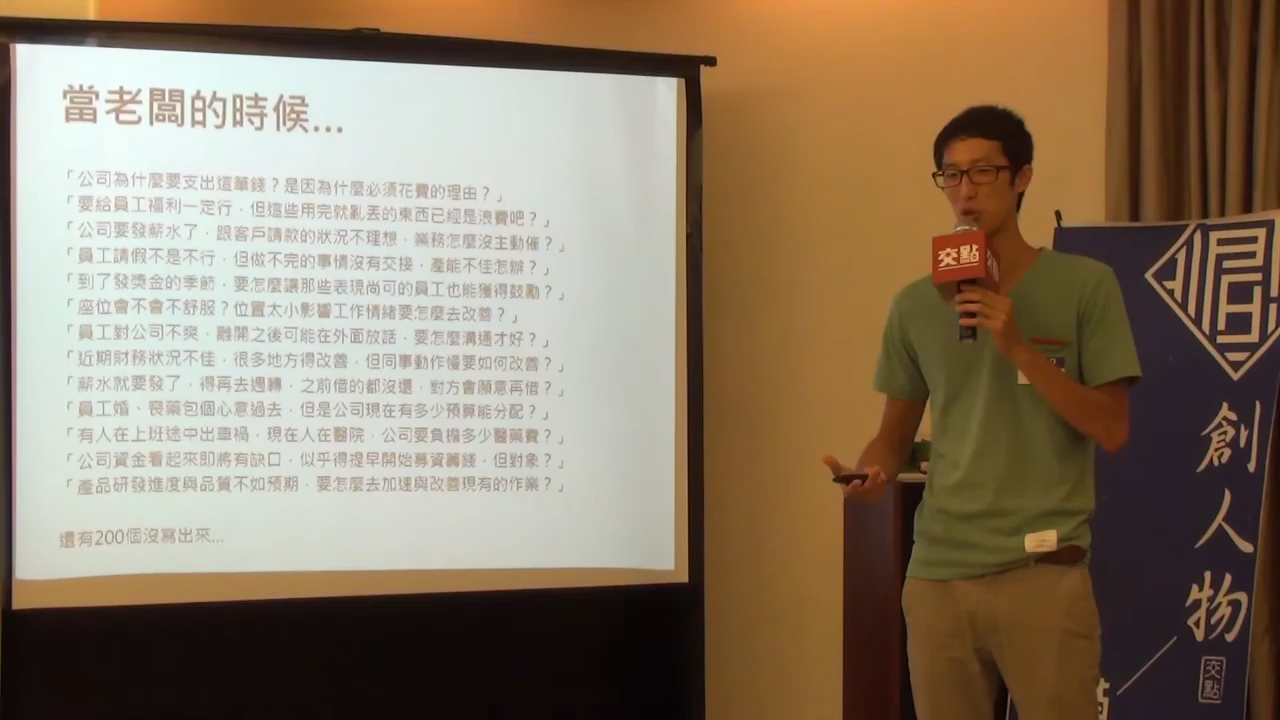 當老闆的時候...
「公司為什麼要支出這筆錢？是因為什麼必須花費的理由？」
「要給員工福利一定行，但這些用完就亂丟的東西已經是浪費吧？」
「公司要發薪水了，跟客戶請款的狀況不理想，業務怎麼沒主動催？」
「員工請假不是不行，但做不完的事情沒有交接，產能不佳怎辦？」
「到了發獎金的季節，要怎麼讓那些表現尚可的員工也能獲得鼓勵？」
「座位會不會不舒服？位置太小影響工作情緒要怎麼去改善？」
「員工對公司不爽，離開之後可能在外面放話，要怎麼溝通才好？」
「近期財務狀況不佳，很多地方得改善，但同事動作慢要如何改善？」
「薪水就要發了，得再去週轉，之前借的都沒還，對方會願意再借？」
「員工婚、喪葯包個心意過去，但是公司現在有多少預算能分配？」
「有人在上班途中出車禍，現在人在醫院，公司要負擔多少醫藥費？」
「公司資金看起來即將有缺口，似乎得提早開始募資籌錢，但對象？」
「產品研發進度與品質不如預期，要怎麼去加速與改善現有的作業？」
還有200個沒寫出來...
交點
創人物
交點